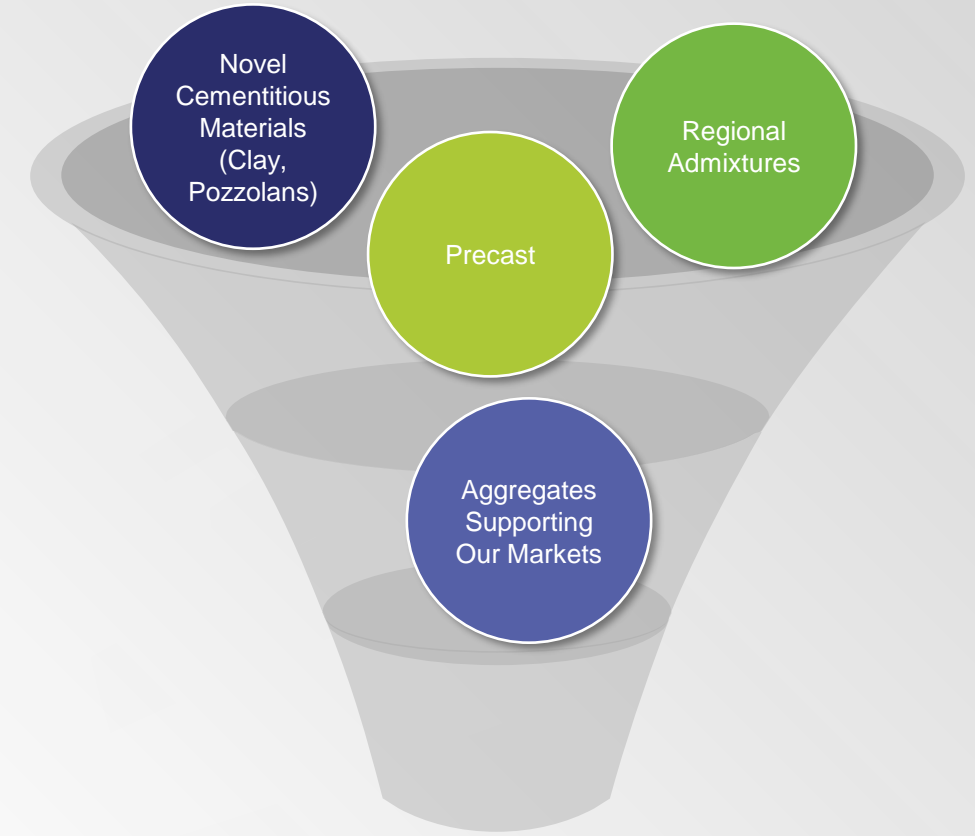 Novel
Cementitious
Materials
(Clay,
Pozzolans)
Regional
Admixtures
Precast
Aggregates
Supporting
Our Markets